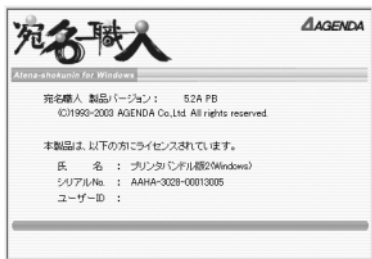 宛名職人
AGENDA
Atena-shokunin for Windows
宛名職人 製品バージョン： 5.2A PB
(C)1993-2003 AGENDA Co.,Ltd. All rights reserved.
本製品は、以下の方にライセンスされています。
氏 名 ： プリンタバンドル版2(Windows)
シリアルNo. ： AAHA-3028-00013005
ユーザーID ：